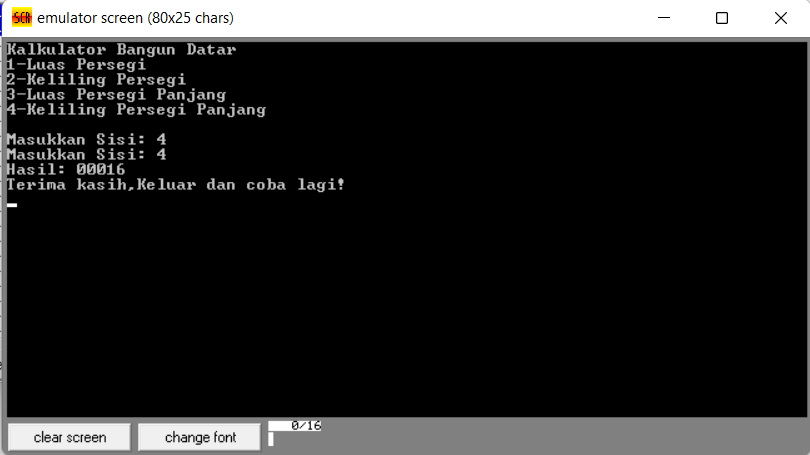 SCR emulator screen (80x25 chars)
Kalkulator Bangun Datar
1-Luas Persegi
2-Keliling Persegi
3-Luas Persegi Panjang
4-Keliling Persegi Panjang
Masukkan Sisi: 4
Masukkan Sisi: 4
Hasil: 00016
Terima kasih,Keluar dan coba lagi!
clear screen
change font
0/16